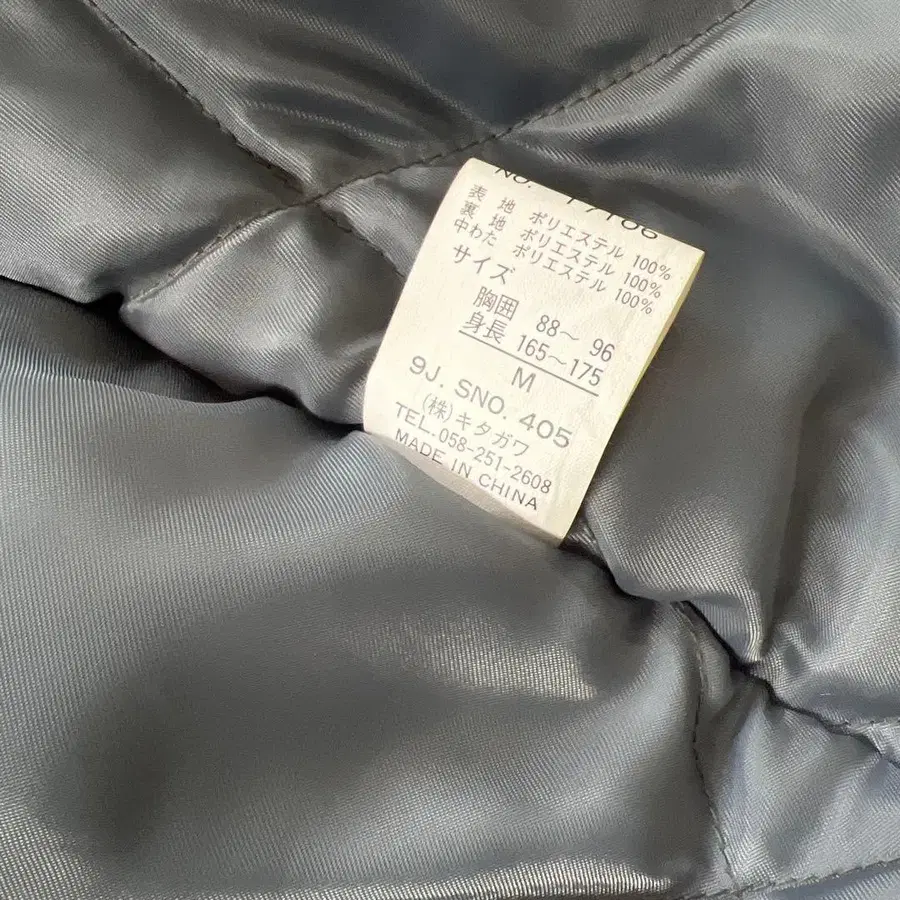 NO. 17106
表 地 ポリエステル 100%
裏 地 ポリエステル 100%
中わた ポリエステル 100%
サイズ
胸囲 88～ 96
身長 165～175
M
9J. SNO. 405
(株)キタガワ
TEL.058-251-2608
MADE IN CHINA